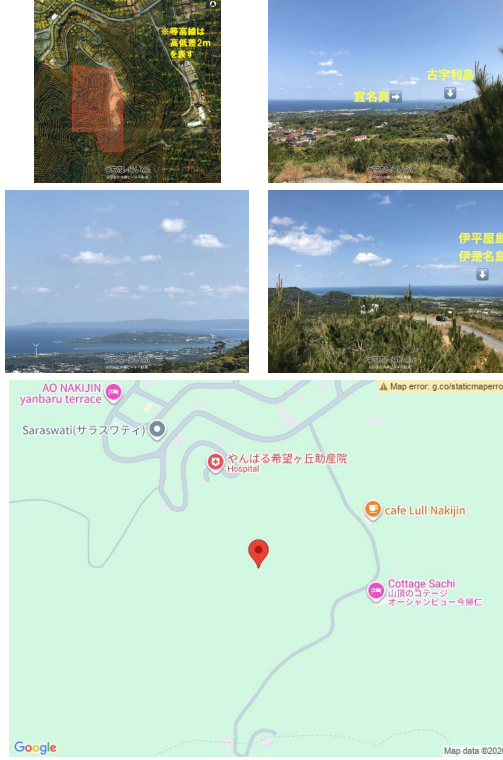 ※等高線は
高低差2m
を表す
古宇利島
宜名真
伊平屋島
伊是名島
AO NAKIJIN
yanbaru terrace
Map error: g.co/staticmaperro
Saraswati(サラスワティ)
やんばる希望ヶ丘助産院
Hospital
cafe Lull Nakijin
Cottage Sachi
山頂のコテージ
オーシャンビュー今帰仁
Google
Map data ©2026